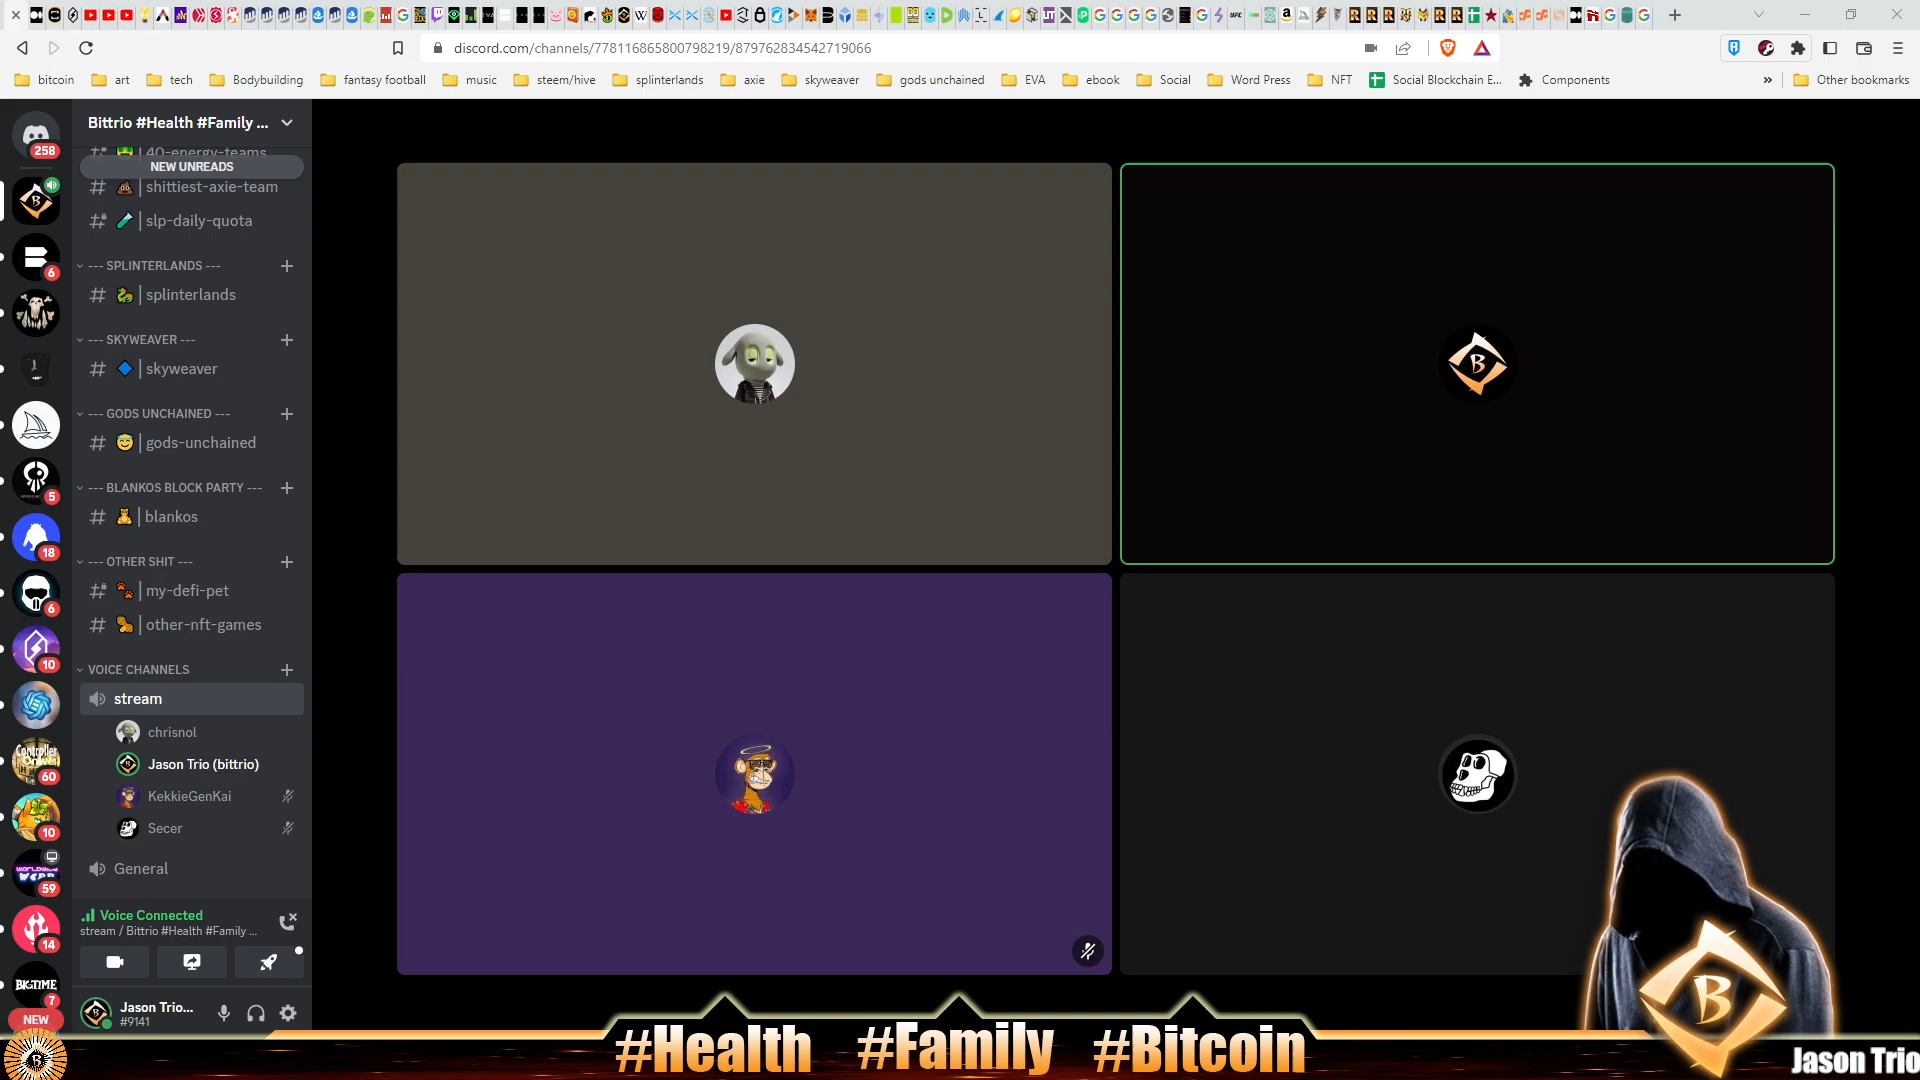 discord.com/channels/778116865800798219/879762834542719066
bitcoin
art
tech
Bodybuilding
fantasy football
music
steem/hive
splinterlands
axie
skyweaver
gods unchained
EVA
ebook
Social
Word Press
NFT
Social Blockchain E...
Components
»
Other bookmarks
258
6
5
18
6
10
60
10
59
14
BIGTIME
7
NEW
Bittrio #Health #Family ...
40-energy-teams
NEW UNREADS
shittiest-axie-team
slp-daily-quota
--- SPLINTERLANDS ---
splinterlands
--- SKYWEAVER ---
skyweaver
--- GODS UNCHAINED ---
gods-unchained
--- BLANKOS BLOCK PARTY ---
blankos
--- OTHER SHIT ---
my-defi-pet
other-nft-games
VOICE CHANNELS
stream
chrisnol
Jason Trio (bittrio)
KekkieGenKai
Secer
General
Voice Connected
stream / Bittrio #Health #Family ...
Jason Trio...
#9141
B
B
#Health #Family #Bitcoin
Jason Trio